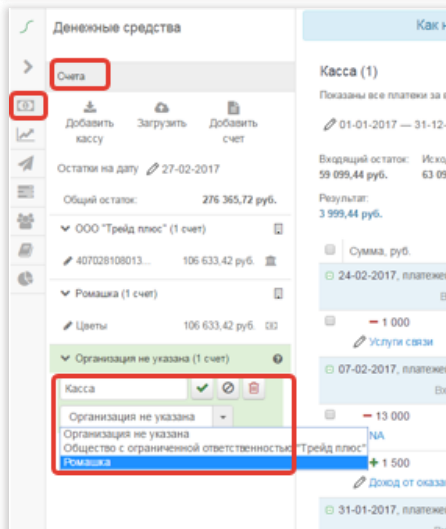 Денежные средства
Счета
Добавить кассу
Загрузить
Добавить счет
Остатки на дату 27-02-2017
Общий остаток: 276 365,72 руб.
ООО "Трейд плюс" (1 счет)
407028108013... 106 633,42 руб.
Ромашка (1 счет)
Цветы 106 633,42 руб.
Организация не указана (1 счет)
Касса
Организация не указана
Организация не указана
Общество с ограниченной ответственностью "Трейд плюс"
Ромашка
Как
Касса (1)
Показаны все платежи за
01-01-2017 — 31-12-
Входящий остаток: Исхо
59 099,44 руб. 63 09
Результат:
3 999,44 руб.
Сумма, руб.
24-02-2017, платеже
В
– 1 000
Услуги связи
07-02-2017, платеже
Вх
– 13 000
NA
+ 1 500
Доход от оказа
31-01-2017, платеже